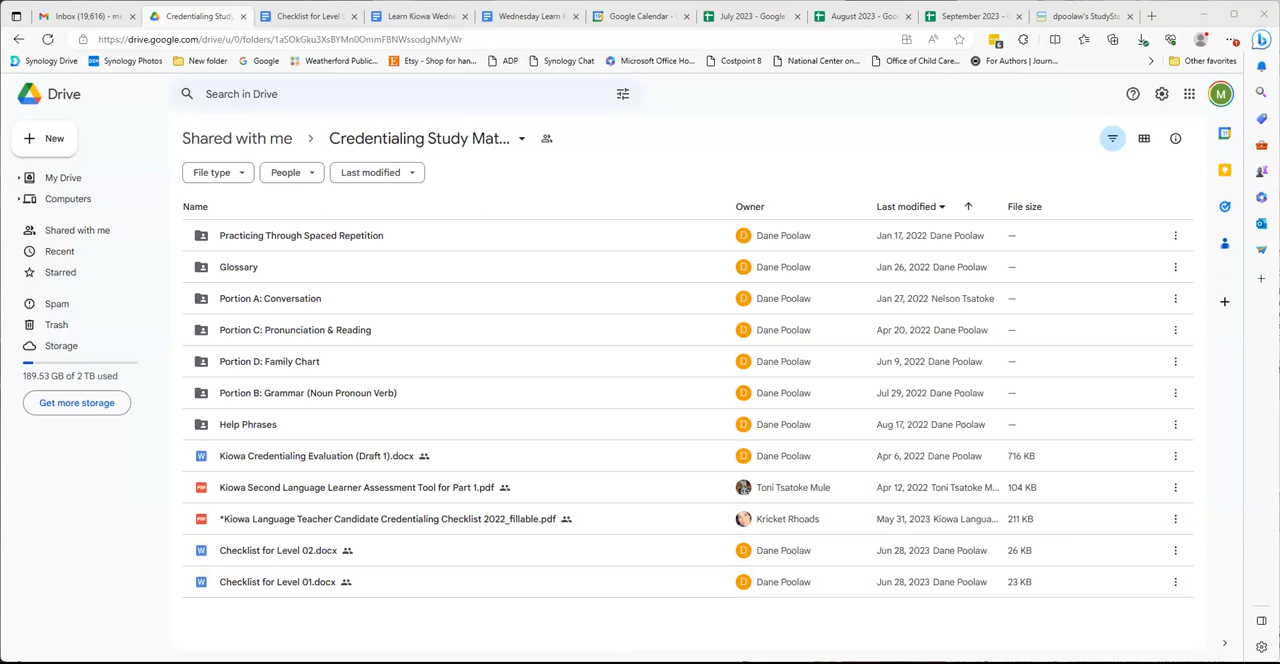 Inbox (19,616) - m
Credentialing Study
Checklist for Level
Learn Kiowa Wedne
Wednesday Learn K
Google Calendar -
July 2023 - Google
August 2023 - Goo
September 2023 -
dpoolaw's StudySta
https://drive.google.com/drive/u/0/folders/1aSOkGku3XsBYMn0OmmFBNWssodgNMyWr
Synology Drive
Synology Photos
New folder
Google
Weatherford Public...
Etsy - Shop for han...
ADP
Synology Chat
Microsoft Office Ho...
Costpoint 8
National Center on...
Office of Child Care...
For Authors | Journ...
Other favorites
Drive
Search in Drive
M
New
Shared with me > Credentialing Study Mat...
My Drive
Computers
Shared with me
Recent
Starred
Spam
Trash
Storage
189.53 GB of 2 TB used
Get more storage
File type
People
Last modified
Name Owner Last modified File size
Practicing Through Spaced Repetition D Dane Poolaw Jan 17, 2022 Dane Poolaw —
Glossary D Dane Poolaw Jan 26, 2022 Dane Poolaw —
Portion A: Conversation D Dane Poolaw Jan 27, 2022 Nelson Tsatoke —
Portion C: Pronunciation & Reading D Dane Poolaw Apr 20, 2022 Dane Poolaw —
Portion D: Family Chart D Dane Poolaw Jun 9, 2022 Dane Poolaw —
Portion B: Grammar (Noun Pronoun Verb) D Dane Poolaw Jul 29, 2022 Dane Poolaw —
Help Phrases D Dane Poolaw Aug 17, 2022 Dane Poolaw —
W Kiowa Credentialing Evaluation (Draft 1).docx D Dane Poolaw Apr 6, 2022 Dane Poolaw 716 KB
PDF Kiowa Second Language Learner Assessment Tool for Part 1.pdf Toni Tsatoke Mule Apr 12, 2022 Toni Tsatoke M... 104 KB
PDF *Kiowa Language Teacher Candidate Credentialing Checklist 2022_fillable.pdf Kricket Rhoads May 31, 2023 Kiowa Langua... 211 KB
W Checklist for Level 02.docx D Dane Poolaw Jun 28, 2023 Dane Poolaw 26 KB
W Checklist for Level 01.docx D Dane Poolaw Jun 28, 2023 Dane Poolaw 23 KB